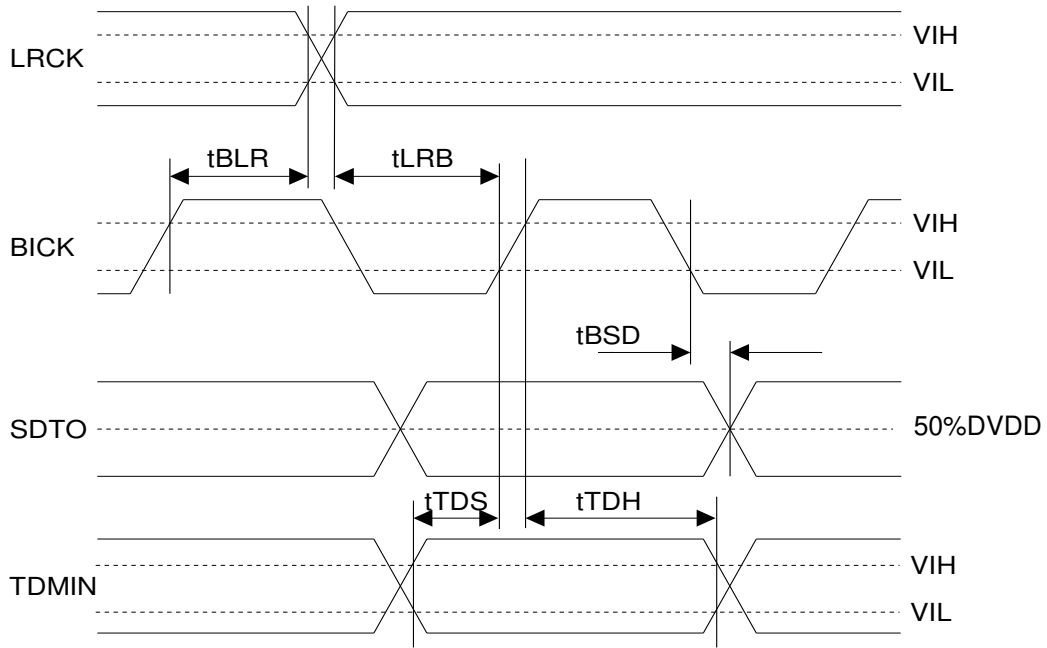 LRCK
VIH
VIL
tBLR
tLRB
BICK
VIH
VIL
tBSD
SDTO
50%DVDD
tTDS
tTDH
TDMIN
VIH
VIL